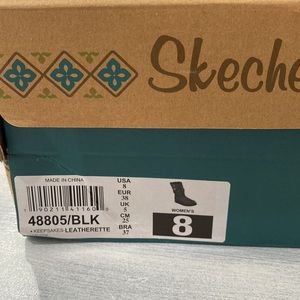 Skeche
MADE IN CHINA
USA
8
EUR
38
UK
5
CM
25
BRA
37
48805/BLK
•KEEPSAKES-LEATHERETTE
WOMEN'S
8